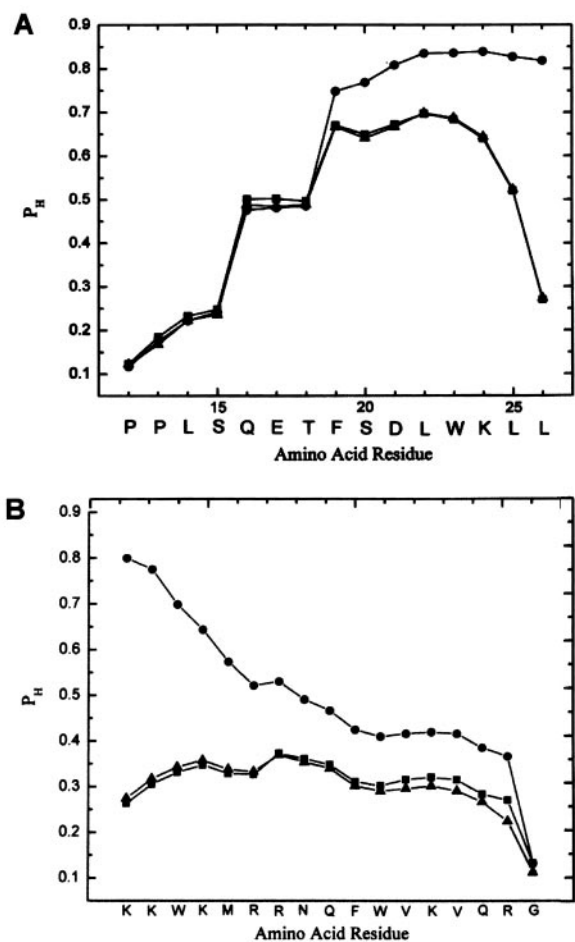 A
0.9
0.8
0.7
0.6
0.5
0.4
0.3
0.2
0.1
P_H
15 20 25
P P L S Q E T F S D L W K L L
Amino Acid Residue
B
0.9
0.8
0.7
0.6
0.5
0.4
0.3
0.2
0.1
P_H
K K W K M R R N Q F W V K V Q R G
Amino Acid Residue